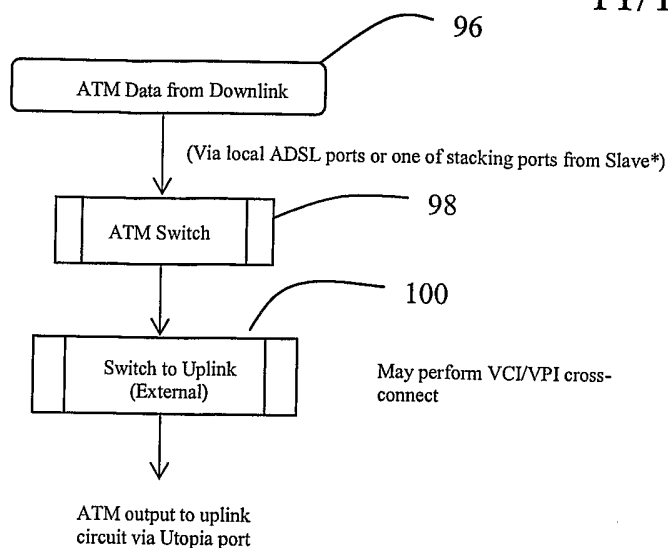 96
ATM Data from Downlink
(Via local ADSL ports or one of stacking ports from Slave*)
98
ATM Switch
100
Switch to Uplink
(External)
May perform VCI/VPI cross-
connect
ATM output to uplink
circuit via Utopia port